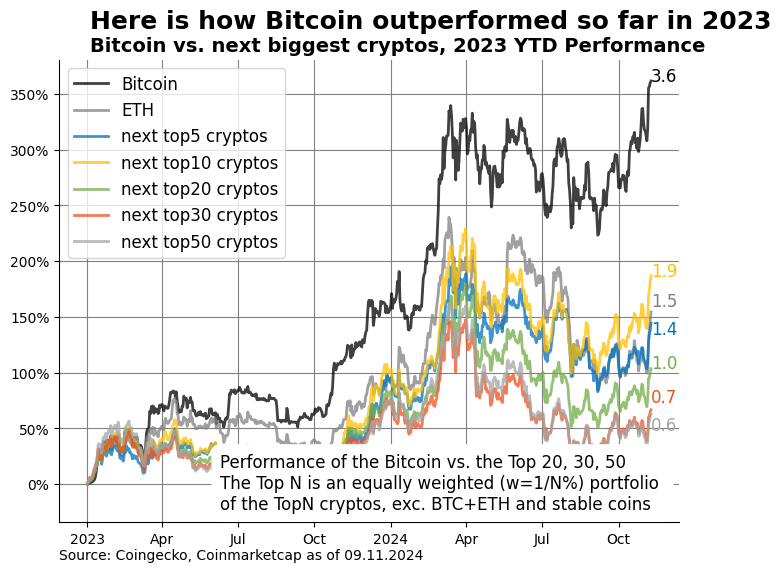 Here is how Bitcoin outperformed so far in 2023
Bitcoin vs. next biggest cryptos, 2023 YTD Performance
Bitcoin
ETH
next top5 cryptos
next top10 cryptos
next top20 cryptos
next top30 cryptos
next top50 cryptos
350%
300%
250%
200%
150%
100%
50%
0%
3.6
1.9
1.5
1.4
1.0
0.7
0.6
Performance of the Bitcoin vs. the Top 20, 30, 50
The Top N is an equally weighted (w=1/N%) portfolio
of the TopN cryptos, exc. BTC+ETH and stable coins
2023 Apr Jul Oct 2024 Apr Jul Oct
Source: Coingecko, Coinmarketcap as of 09.11.2024